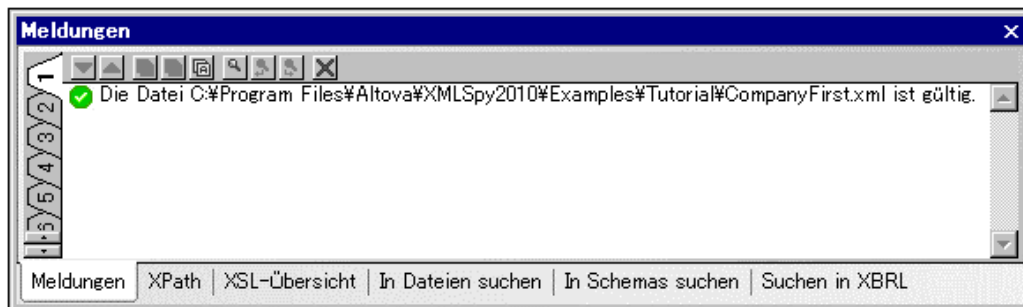 Meldungen
1
2
3
4
5
6
Die Datei C:¥Program Files¥Altova¥XMLSpy2010¥Examples¥Tutorial¥CompanyFirst.xml ist gültig.
Meldungen XPath XSL-Übersicht In Dateien suchen In Schemas suchen Suchen in XBRL